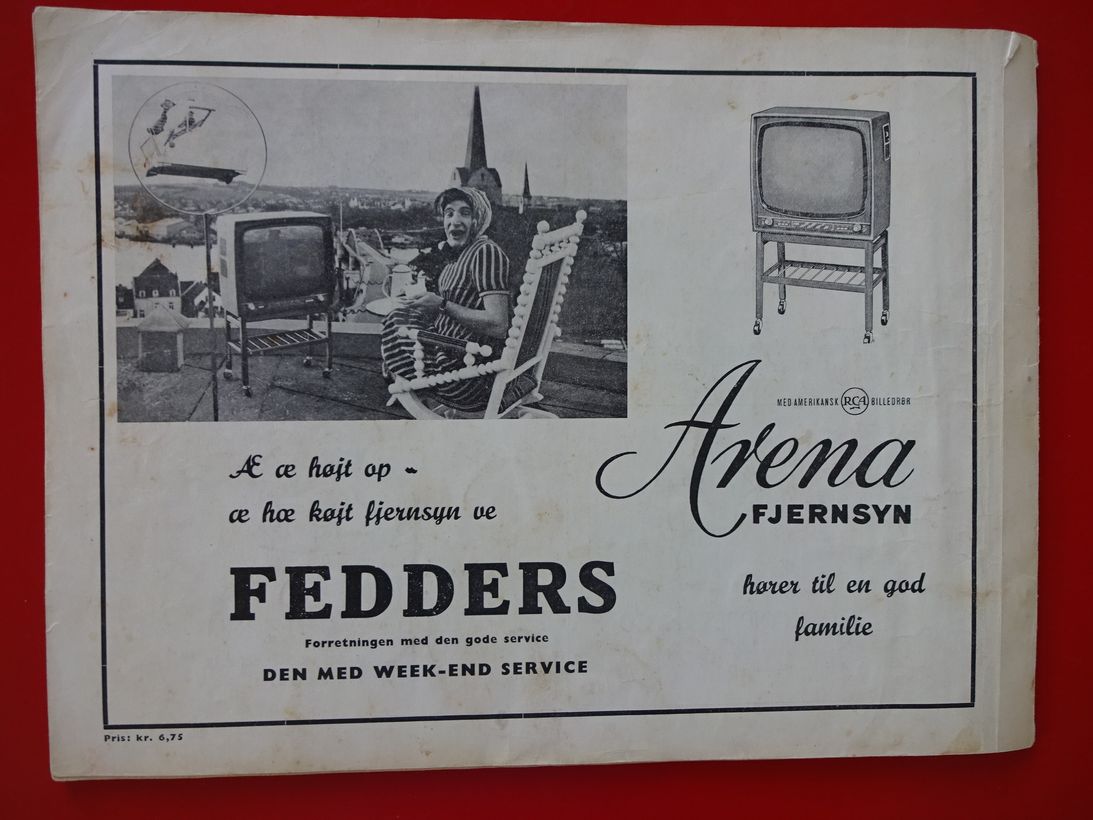 Æ æ højt op -
æ hæ køjt fjernsyn ve
FEDDERS
Forretningen med den gode service
DEN MED WEEK-END SERVICE
MED AMERIKANSK RCA BILLEDRØR
Arena
FJERNSYN
hører til en god
familie
Pris: kr. 6,75